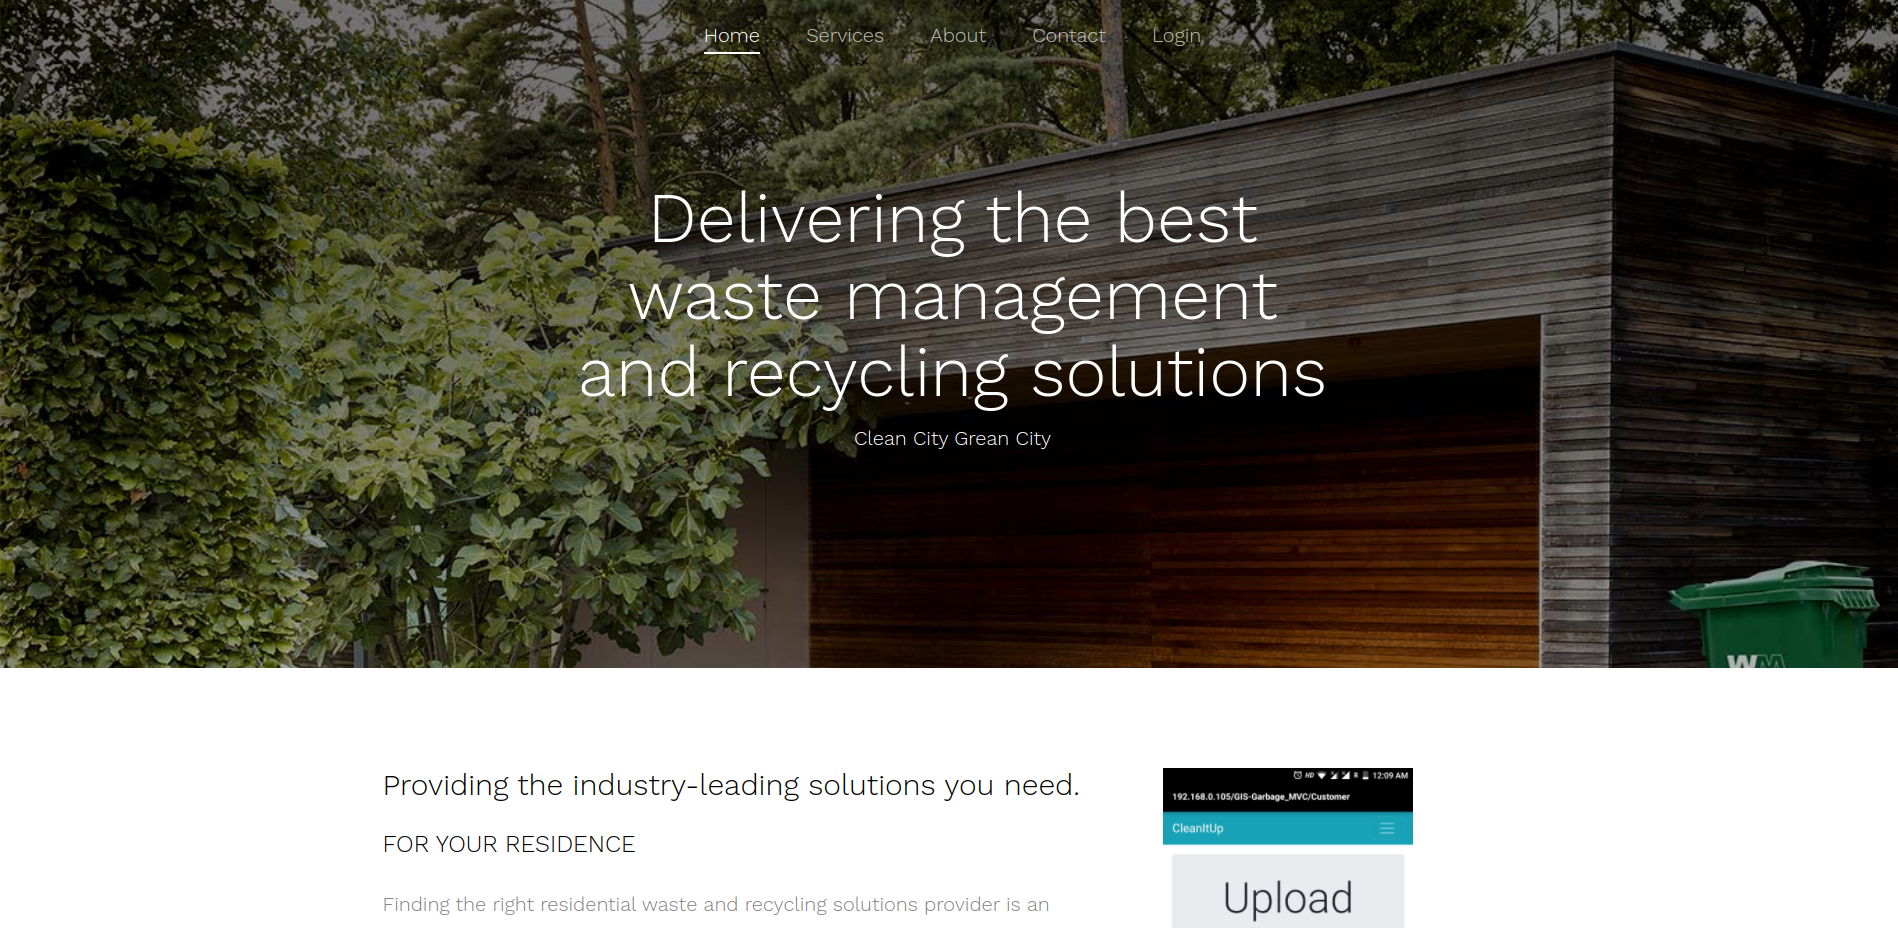 Home Services About Contact Login
Delivering the best
waste management
and recycling solutions
Clean City Grean City
WM
Providing the industry-leading solutions you need.
FOR YOUR RESIDENCE
Finding the right residential waste and recycling solutions provider is an
HD R 12:09 AM
192.168.0.105/GIS-Garbage_MVC/Customer
CleanItUp
Upload